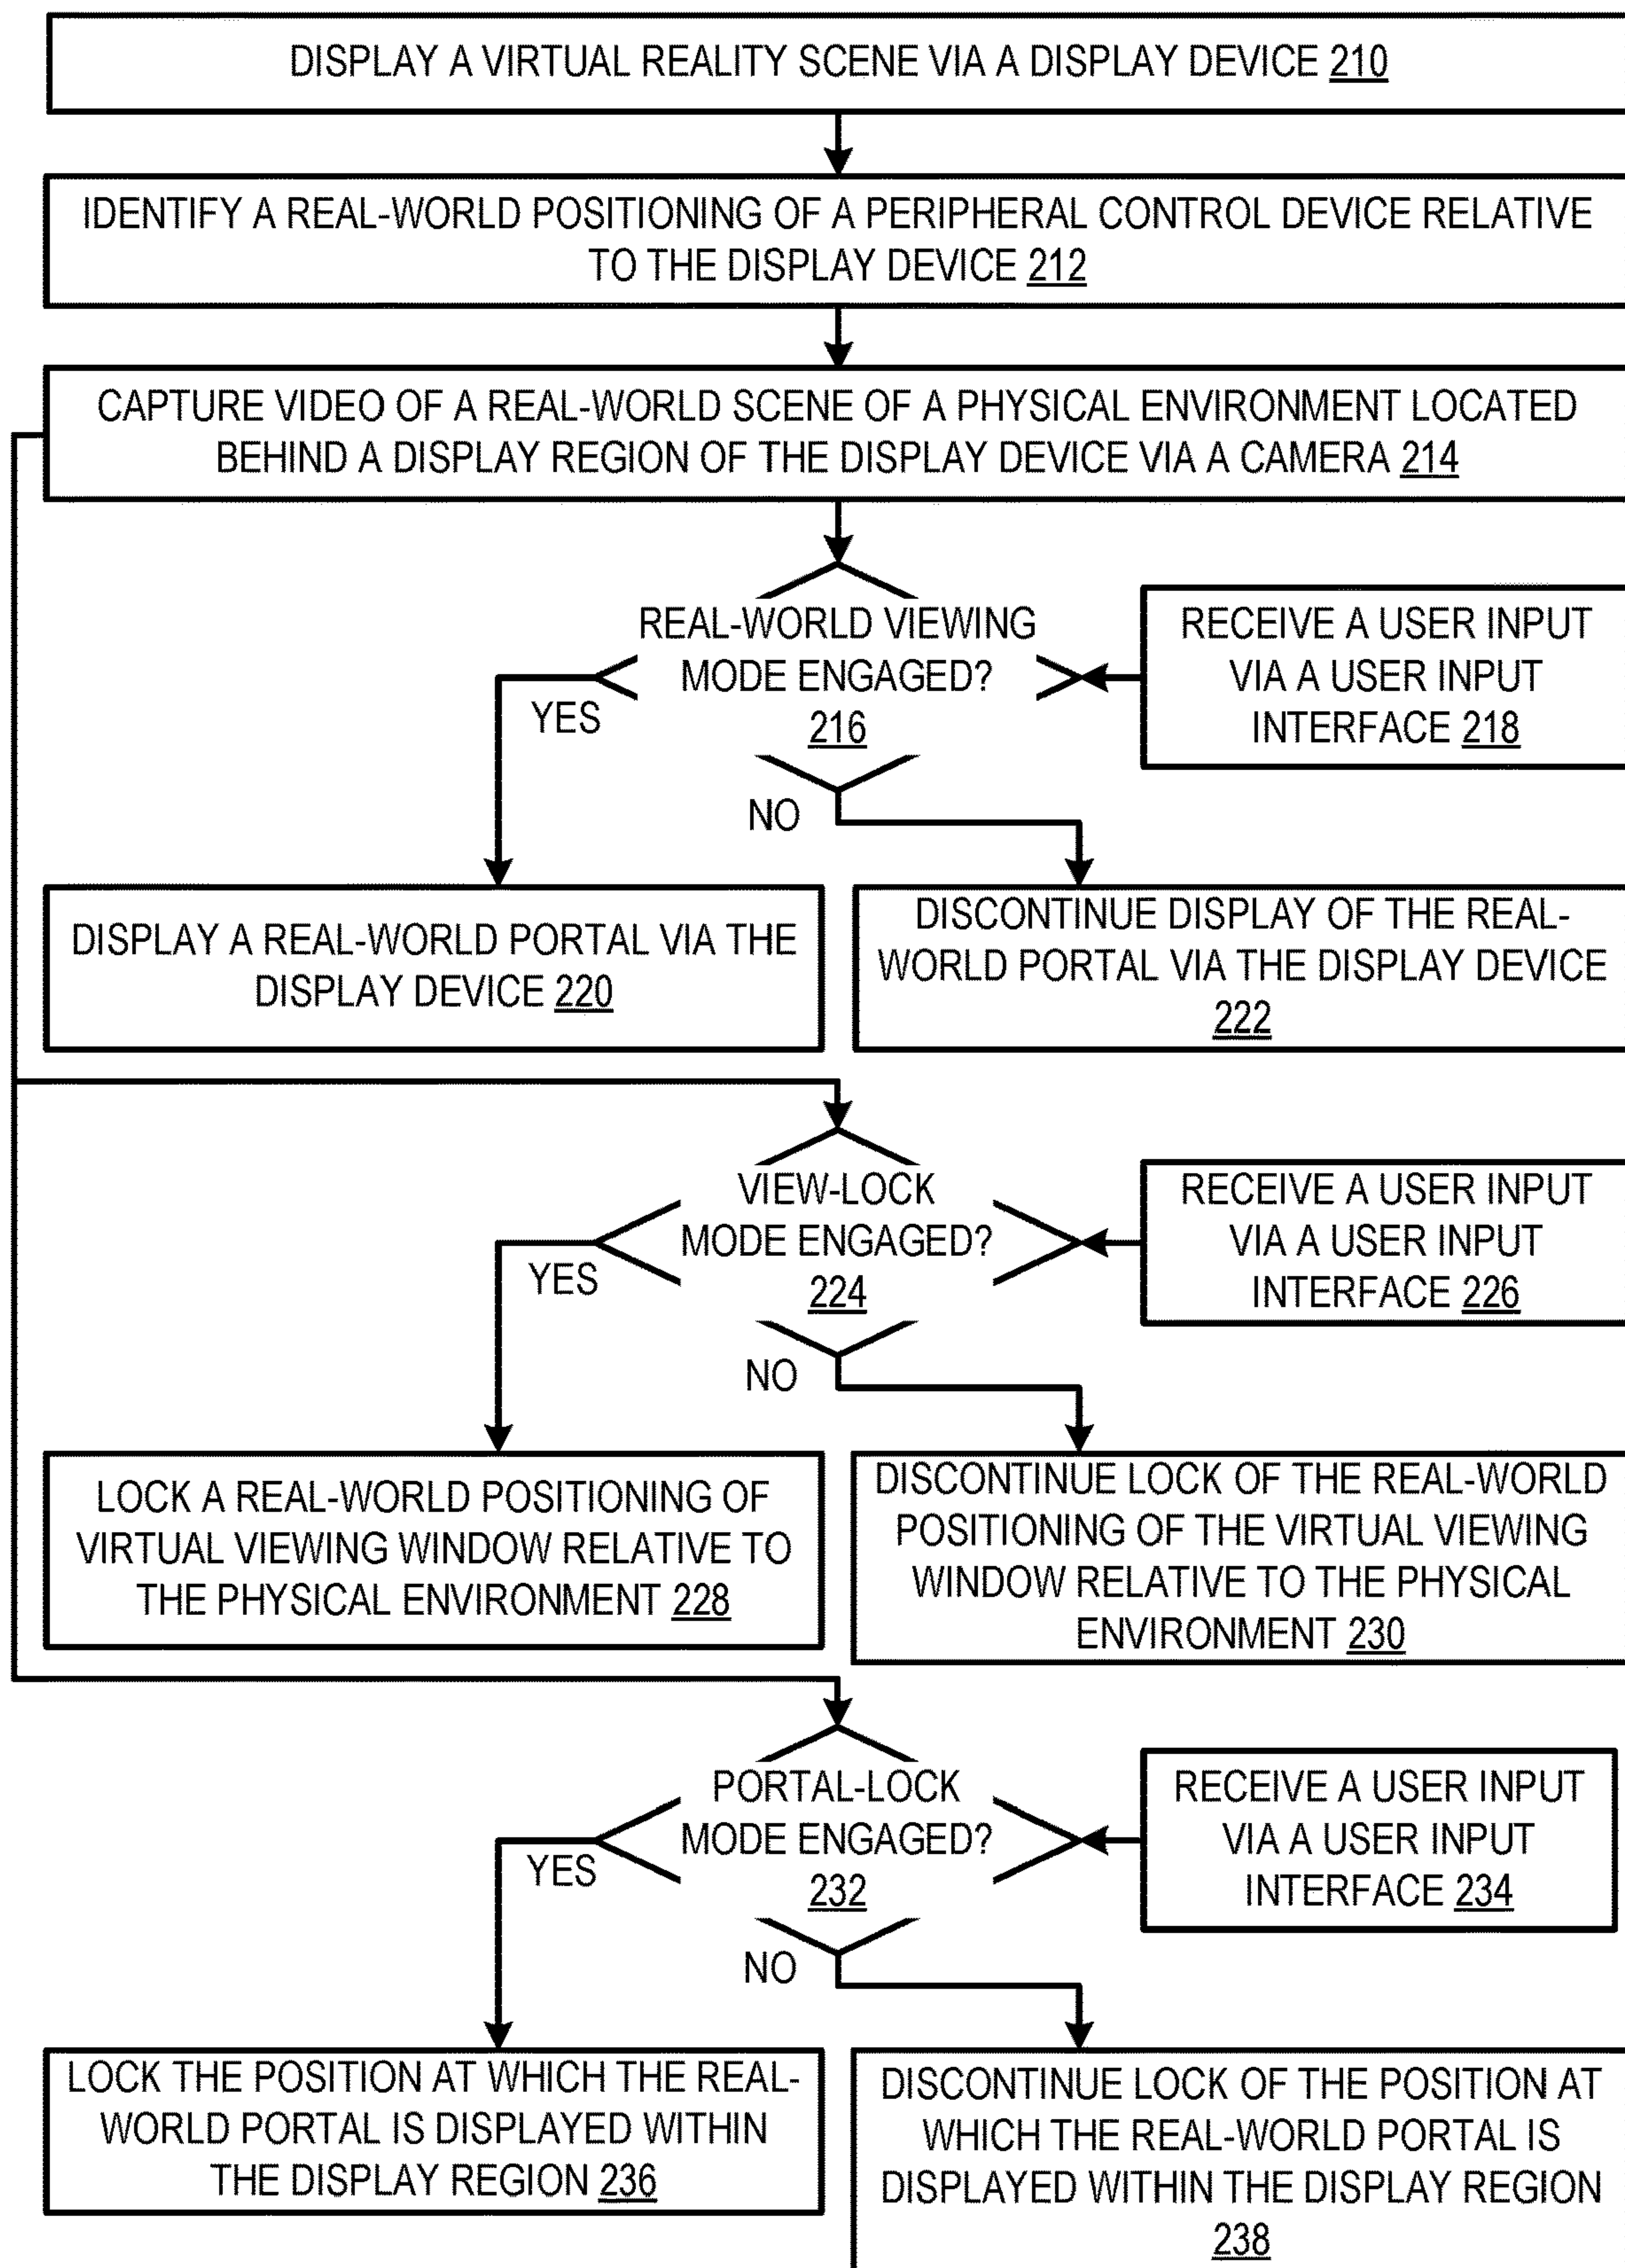 DISPLAY A VIRTUAL REALITY SCENE VIA A DISPLAY DEVICE 210
IDENTIFY A REAL-WORLD POSITIONING OF A PERIPHERAL CONTROL DEVICE RELATIVE
TO THE DISPLAY DEVICE 212
CAPTURE VIDEO OF A REAL-WORLD SCENE OF A PHYSICAL ENVIRONMENT LOCATED
BEHIND A DISPLAY REGION OF THE DISPLAY DEVICE VIA A CAMERA 214
REAL-WORLD VIEWING
MODE ENGAGED?
216
RECEIVE A USER INPUT
VIA A USER INPUT
INTERFACE 218
YES
NO
DISPLAY A REAL-WORLD PORTAL VIA THE
DISPLAY DEVICE 220
DISCONTINUE DISPLAY OF THE REAL-
WORLD PORTAL VIA THE DISPLAY DEVICE
222
VIEW-LOCK
MODE ENGAGED?
224
RECEIVE A USER INPUT
VIA A USER INPUT
INTERFACE 226
YES
NO
LOCK A REAL-WORLD POSITIONING OF
VIRTUAL VIEWING WINDOW RELATIVE TO
THE PHYSICAL ENVIRONMENT 228
DISCONTINUE LOCK OF THE REAL-WORLD
POSITIONING OF THE VIRTUAL VIEWING
WINDOW RELATIVE TO THE PHYSICAL
ENVIRONMENT 230
PORTAL-LOCK
MODE ENGAGED?
232
RECEIVE A USER INPUT
VIA A USER INPUT
INTERFACE 234
YES
NO
LOCK THE POSITION AT WHICH THE REAL-
WORLD PORTAL IS DISPLAYED WITHIN
THE DISPLAY REGION 236
DISCONTINUE LOCK OF THE POSITION AT
WHICH THE REAL-WORLD PORTAL IS
DISPLAYED WITHIN THE DISPLAY REGION
238